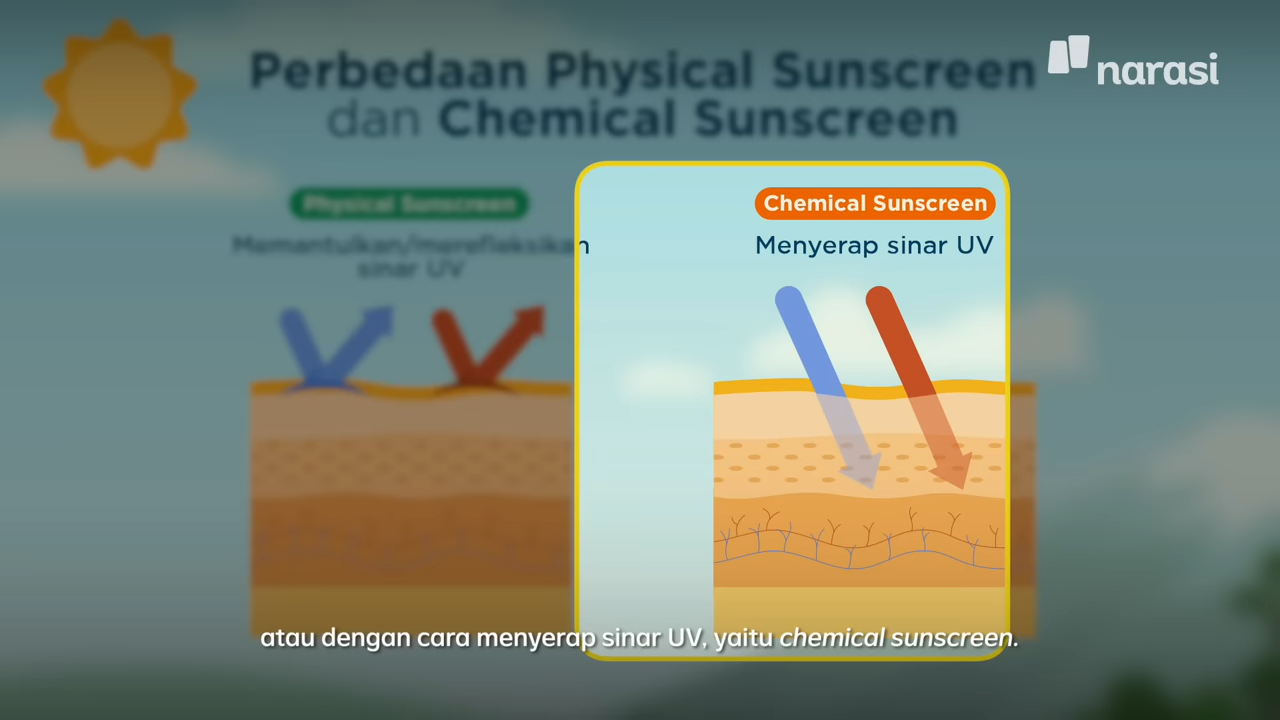 narasi
Perbedaan Physical Sunscreen
dan Chemical Sunscreen
Physical Sunscreen
Memantulkan/merefleksikan
sinar UV
Chemical Sunscreen
Menyerap sinar UV
atau dengan cara menyerap sinar UV, yaitu chemical sunscreen.